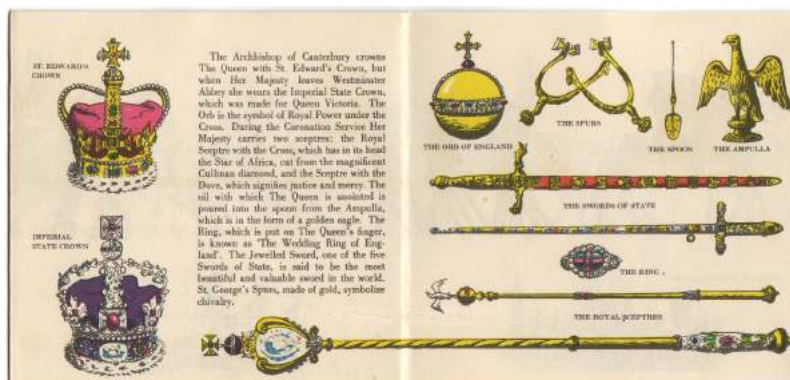 ST. EDWARD'S
CROWN
The Archbishop of Canterbury crowns
The Queen with St. Edward's Crown, but
when Her Majesty leaves Westminster
Abbey she wears the Imperial State Crown,
which was made for Queen Victoria. The
Orb is the symbol of Royal Power under the
Cross. During the Coronation Service Her
Majesty carries two sceptres: the Royal
Sceptre with the Cross, which has in its head
the Star of Africa, cut from the magnificent
Cullinan diamond, and the Sceptre with the
Dove, which signifies justice and mercy. The
oil with which The Queen is anointed is
poured into the spoon from the Ampulla,
which is in the form of a golden eagle. The
Ring, which is put on The Queen's finger,
is known as 'The Wedding Ring of Eng-
land'. The Jewelled Sword, one of the five
Swords of State, is said to be the most
beautiful and valuable sword in the world.
St. George's Spurs, made of gold, symbolize
chivalry.
IMPERIAL
STATE CROWN
THE ORB OF ENGLAND
THE SPURS
THE SPOON
THE AMPULLA
THE SWORDS OF STATE
THE RING .
THE ROYAL SCEPTRES